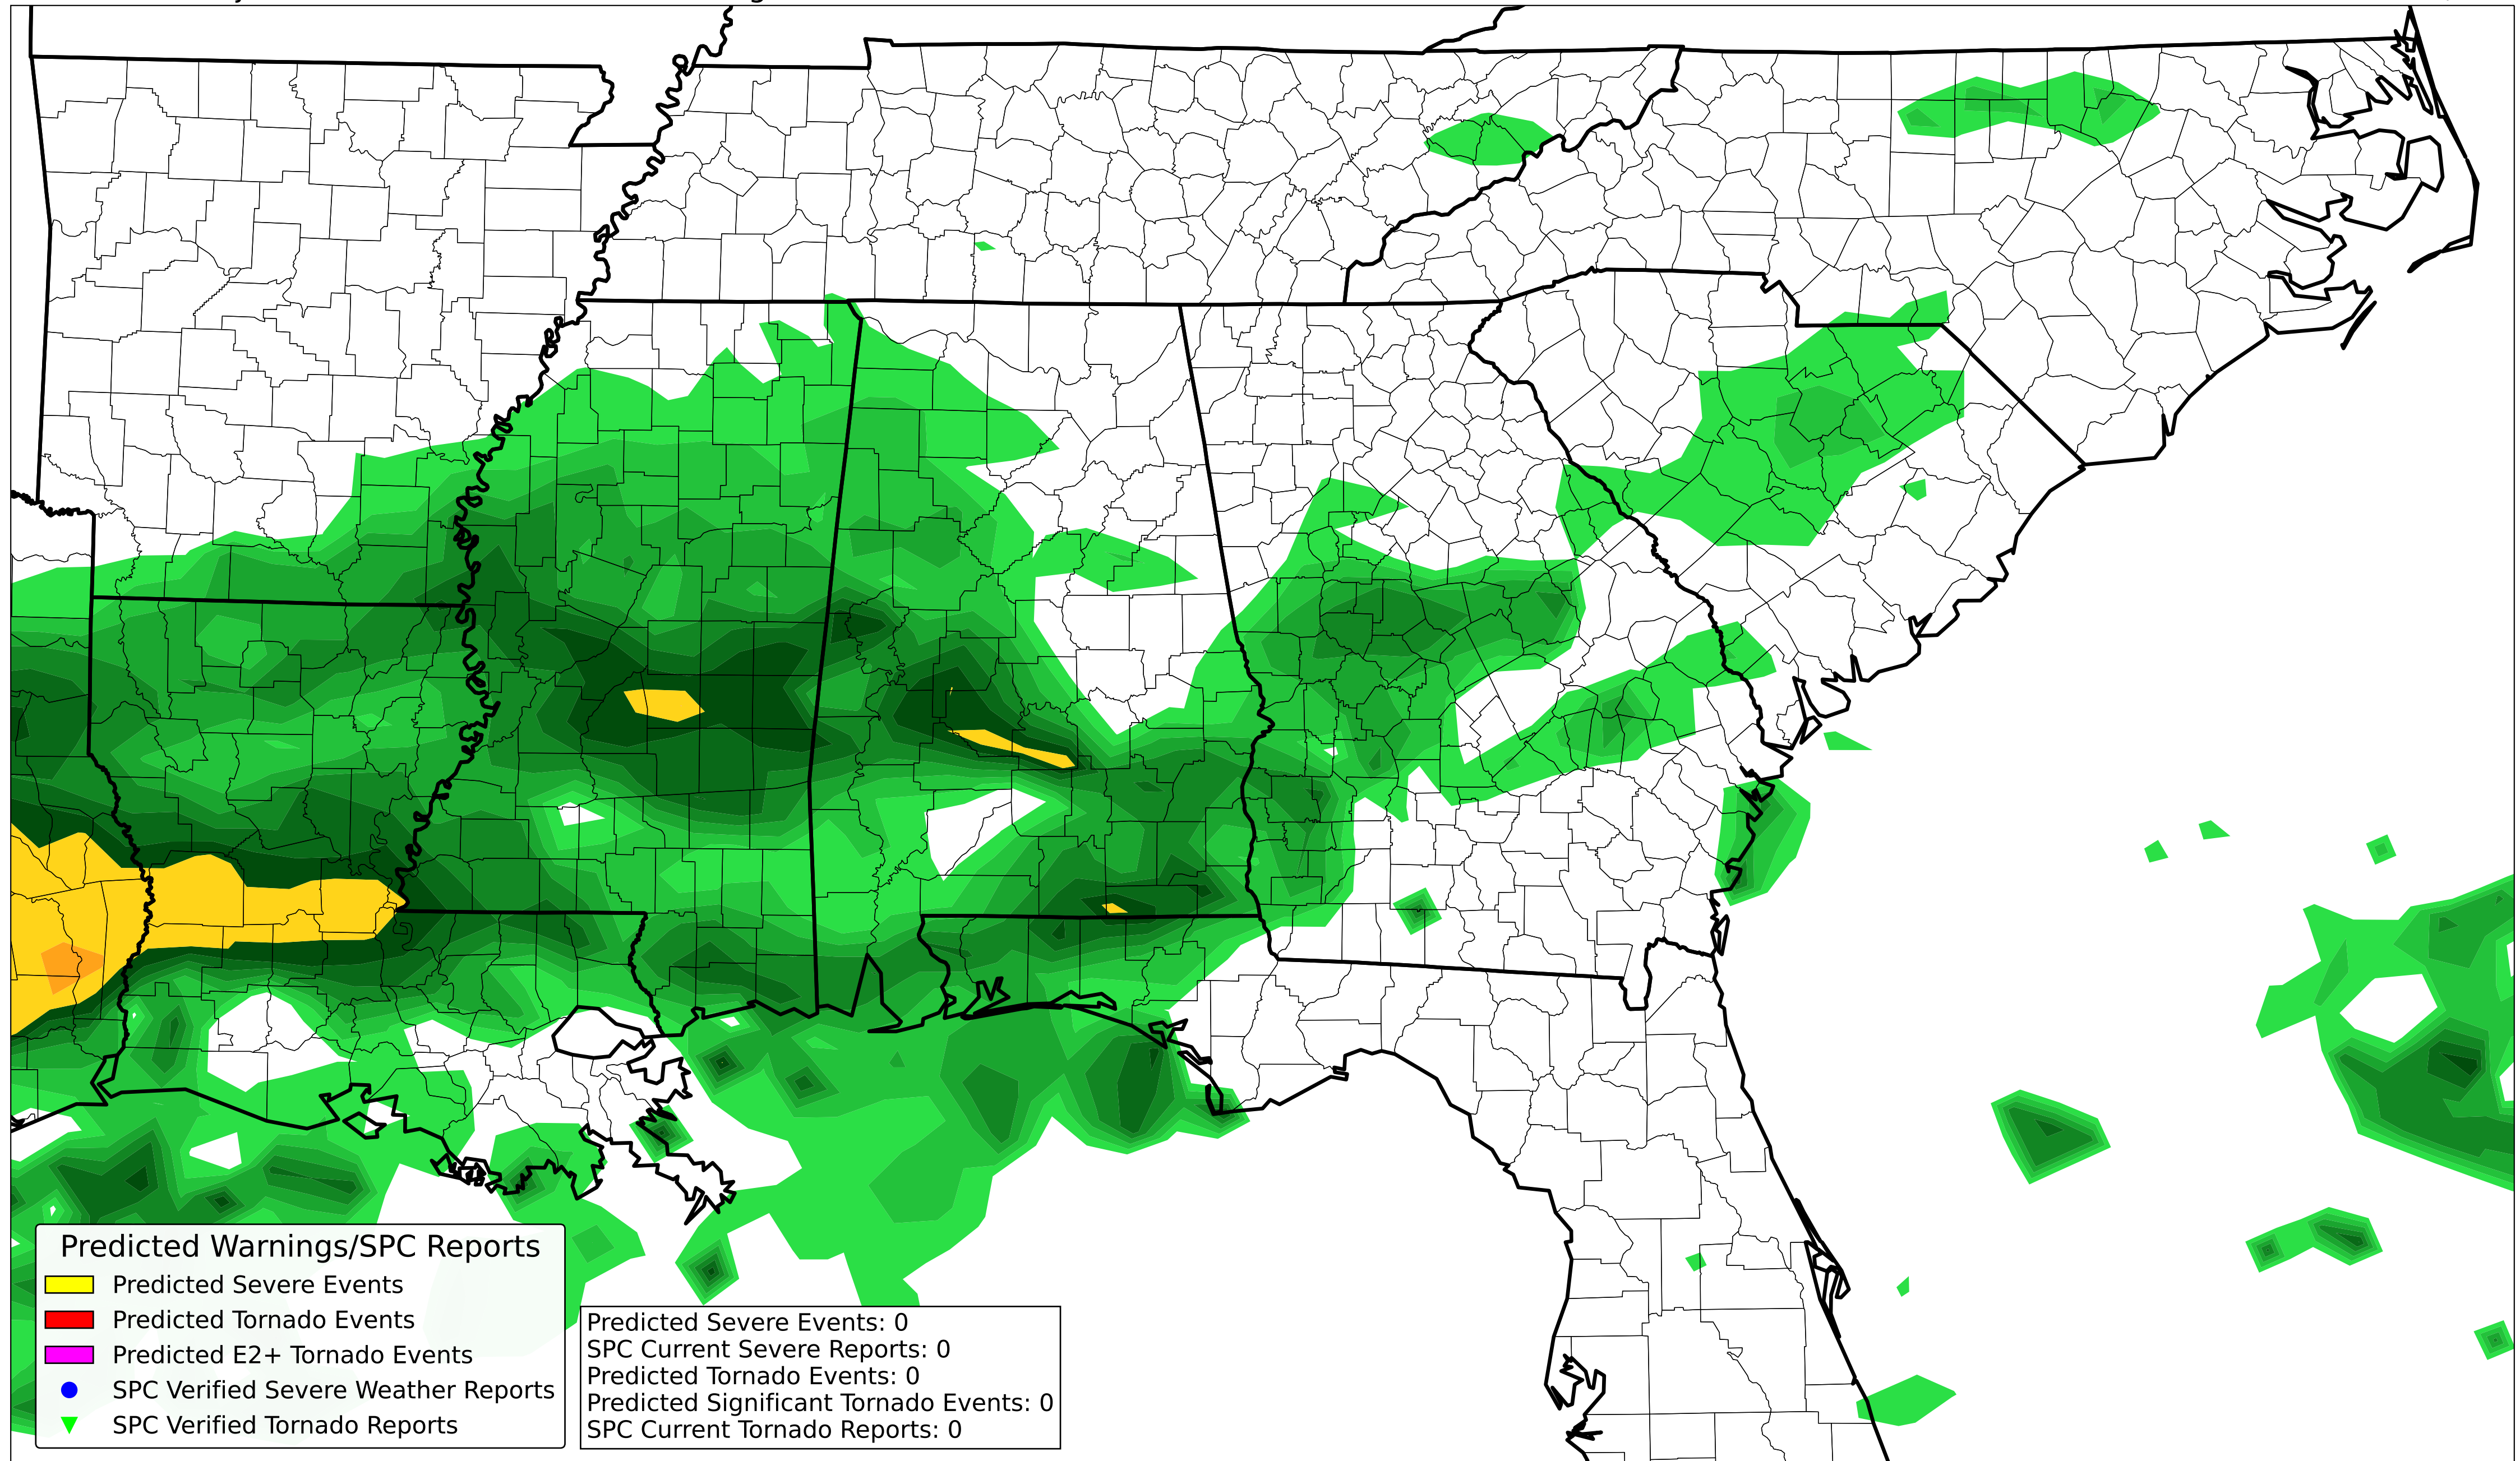 Predicted Warnings/SPC Reports
Predicted Severe Events
Predicted Tornado Events
Predicted E2+ Tornado Events
SPC Verified Severe Weather Reports
SPC Verified Tornado Reports
Predicted Severe Events: 0
SPC Current Severe Reports: 0
Predicted Tornado Events: 0
Predicted Significant Tornado Events: 0
SPC Current Tornado Reports: 0